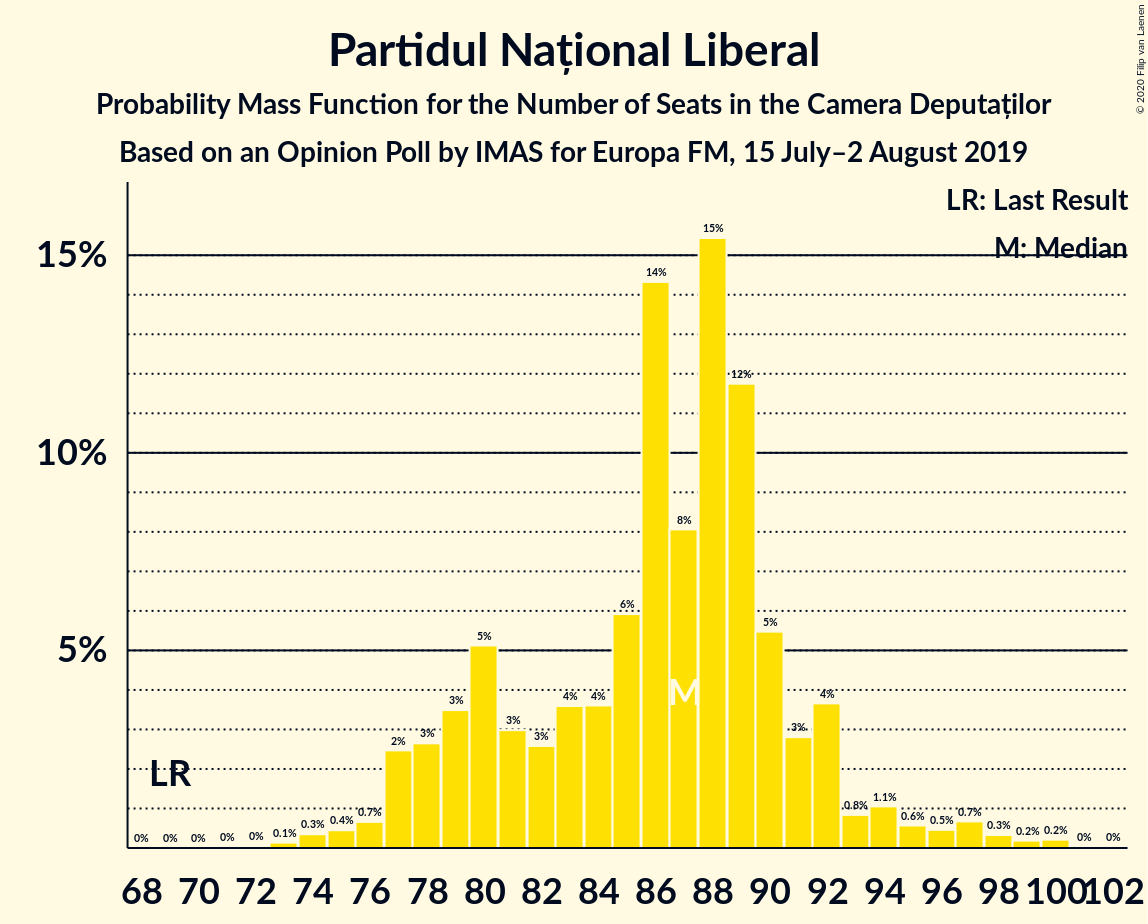 Partidul Național Liberal
Probability Mass Function for the Number of Seats in the Camera Deputaților
Based on an Opinion Poll by IMAS for Europa FM, 15 July–2 August 2019
© 2020 Filip van Laenen
LR: Last Result
M: Median
15%
10%
5%
LR
M
0% 0% 0% 0% 0% 0.1% 0.3% 0.4% 0.7% 2% 3% 3% 5% 3% 3% 4% 4% 6% 14% 8% 15% 12% 5% 3% 4% 0.8% 1.1% 0.6% 0.5% 0.7% 0.3% 0.2% 0.2% 0% 0%
68 70 72 74 76 78 80 82 84 86 88 90 92 94 96 98 100 102